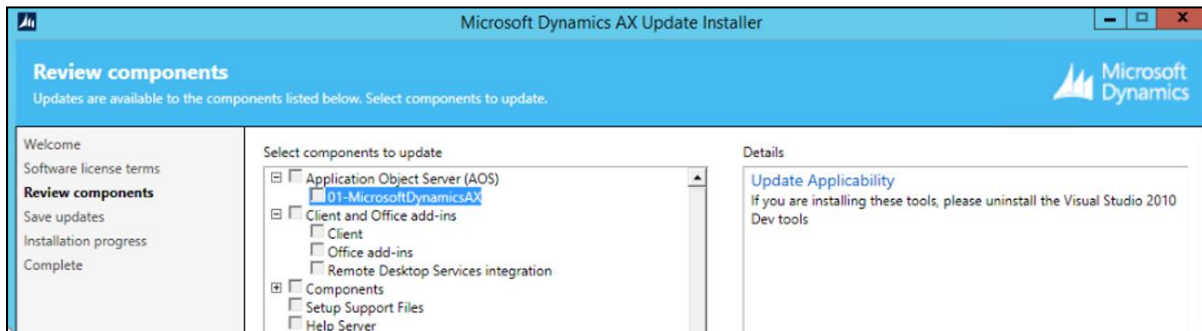 Microsoft Dynamics AX Update Installer
Review components
Updates are available to the components listed below. Select components to update.
Microsoft
Dynamics
Welcome
Software license terms
Review components
Save updates
Installation progress
Complete
Select components to update
Application Object Server (AOS)
01-MicrosoftDynamicsAX
Client and Office add-ins
Client
Office add-ins
Remote Desktop Services integration
Components
Setup Support Files
Help Server
Details
Update Applicability
If you are installing these tools, please uninstall the Visual Studio 2010
Dev tools